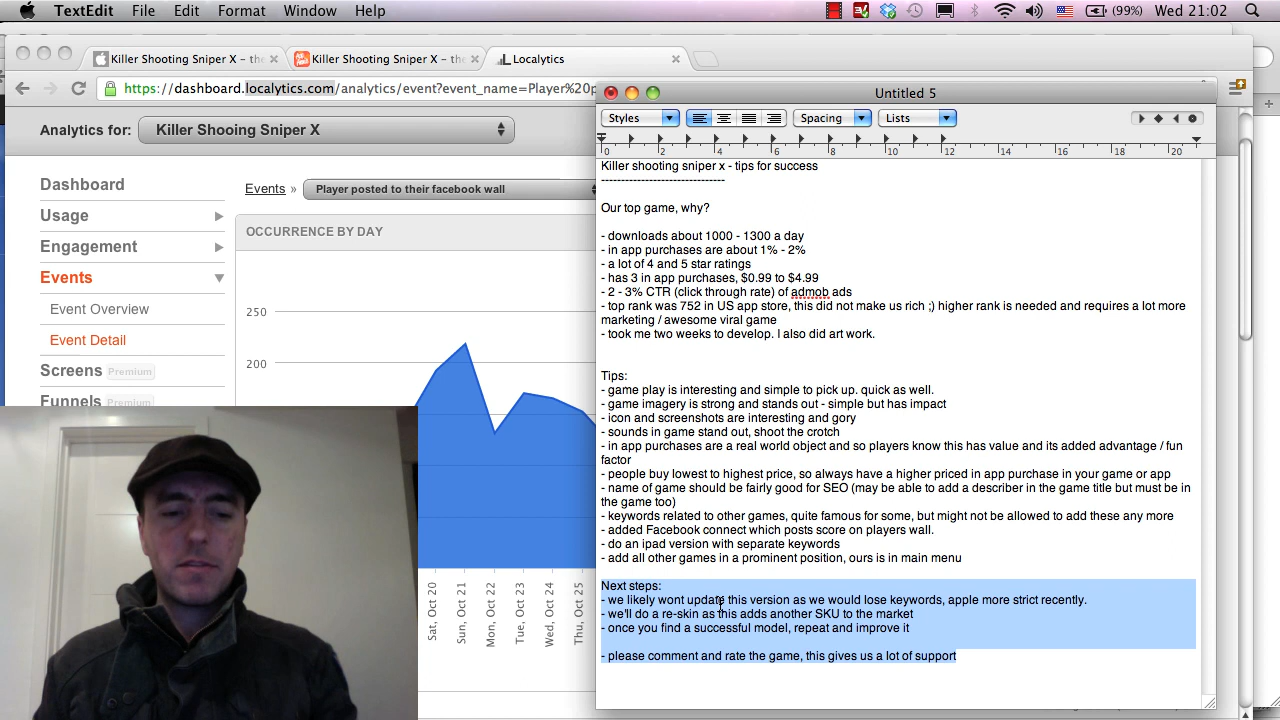 TextEdit File Edit Format Window Help (99%) Wed 21:02
Killer Shooting Sniper X - the Killer Shooting Sniper X - the Localytics
https://dashboard.localytics.com/analytics/event?event_name=Player%20p
Analytics for: Killer Shooing Sniper X
Dashboard
Usage
Engagement
Events
Event Overview
Event Detail
Screens Premium
Funnels Premium
Events » Player posted to their facebook wall
OCCURRENCE BY DAY
250
200
Sat, Oct 20
Sun, Oct 21
Mon, Oct 22
Tue, Oct 23
Wed, Oct 24
Thu, Oct 25
Untitled 5
Styles Spacing Lists
0 2 4 6 8 10 12 14 16 18 20
Killer shooting sniper x - tips for success
-------------------------------
Our top game, why?
- downloads about 1000 - 1300 a day
- in app purchases are about 1% - 2%
- a lot of 4 and 5 star ratings
- has 3 in app purchases, $0.99 to $4.99
- 2 - 3% CTR (click through rate) of admob ads
- top rank was 752 in US app store, this did not make us rich ;) higher rank is needed and requires a lot more
marketing / awesome viral game
- took me two weeks to develop. I also did art work.
Tips:
- game play is interesting and simple to pick up. quick as well.
- game imagery is strong and stands out - simple but has impact
- icon and screenshots are interesting and gory
- sounds in game stand out, shoot the crotch
- in app purchases are a real world object and so players know this has value and its added advantage / fun
factor
- people buy lowest to highest price, so always have a higher priced in app purchase in your game or app
- name of game should be fairly good for SEO (may be able to add a describer in the game title but must be in
the game too)
- keywords related to other games, quite famous for some, but might not be allowed to add these any more
- added Facebook connect which posts score on players wall.
- do an ipad version with separate keywords
- add all other games in a prominent position, ours is in main menu
Next steps:
- we likely wont update this version as we would lose keywords, apple more strict recently.
- we'll do a re-skin as this adds another SKU to the market
- once you find a successful model, repeat and improve it
- please comment and rate the game, this gives us a lot of support